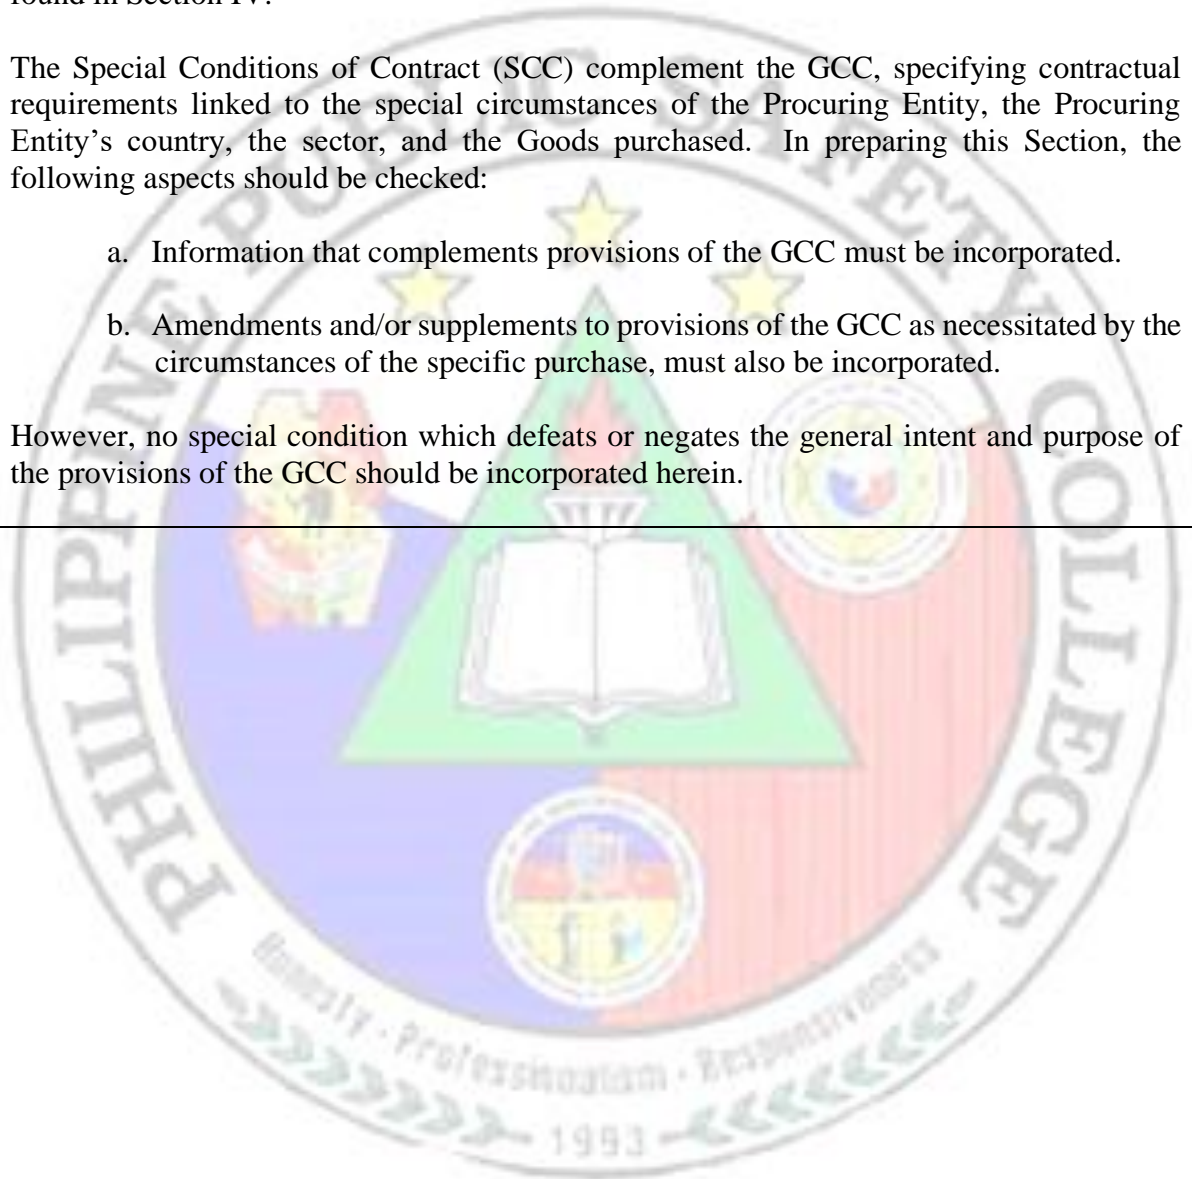 found in Section IV.
The Special Conditions of Contract (SCC) complement the GCC, specifying contractual
requirements linked to the special circumstances of the Procuring Entity, the Procuring
Entity’s country, the sector, and the Goods purchased. In preparing this Section, the
following aspects should be checked:
a. Information that complements provisions of the GCC must be incorporated.
b. Amendments and/or supplements to provisions of the GCC as necessitated by the
circumstances of the specific purchase, must also be incorporated.
However, no special condition which defeats or negates the general intent and purpose of
the provisions of the GCC should be incorporated herein.
PHILIPPINE PUBLIC SAFETY COLLEGE
Honesty · Professionalism · Responsiveness
1993